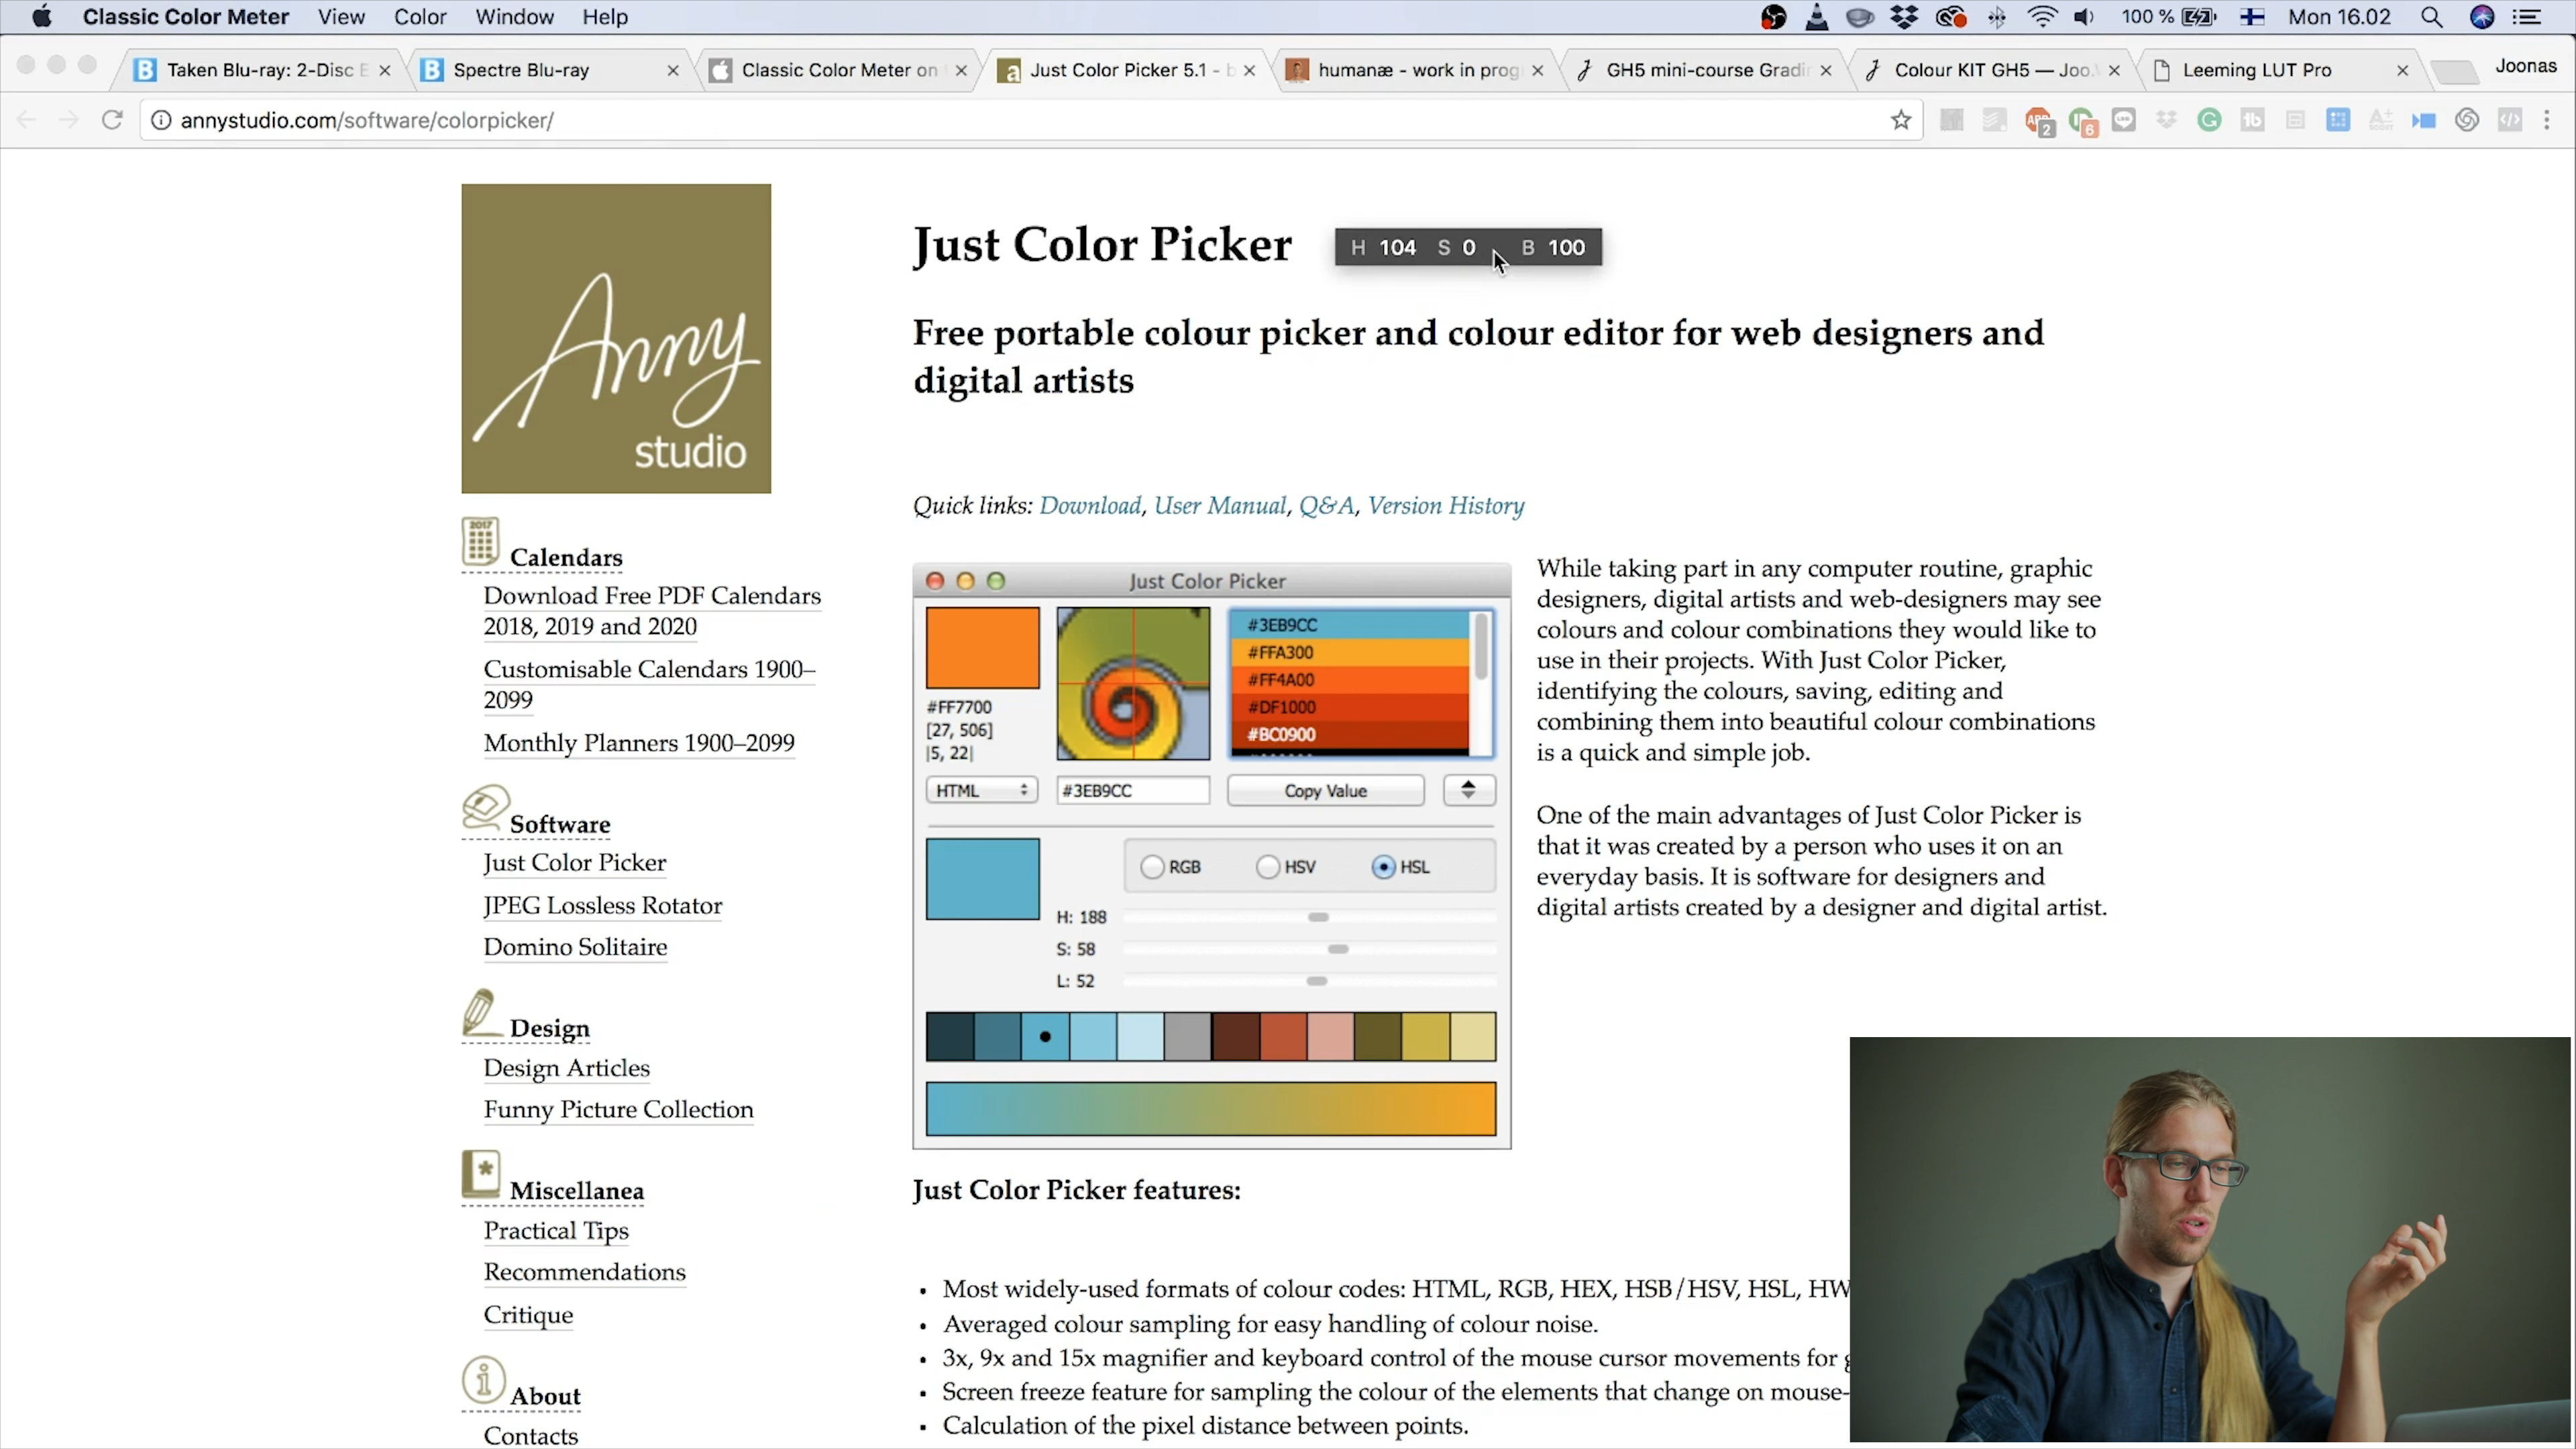 Classic Color Meter View Color Window Help 100 % Mon 16.02
Taken Blu-ray: 2-Disc Spectre Blu-ray Classic Color Meter on Just Color Picker 5.1 - humanæ - work in prog GH5 mini-course Gradin Colour KIT GH5 — Joo. Leeming LUT Pro Joonas
annystudio.com/software/colorpicker/
ABP 2 6 G
Anny
studio
Just Color Picker
H 104 S 0 B 100
Free portable colour picker and colour editor for web designers and
digital artists
Quick links: Download, User Manual, Q&A, Version History
2017
Calendars
Download Free PDF Calendars
2018, 2019 and 2020
Customisable Calendars 1900–
2099
Monthly Planners 1900–2099
Software
Just Color Picker
JPEG Lossless Rotator
Domino Solitaire
Design
Design Articles
Funny Picture Collection
Miscellanea
Practical Tips
Recommendations
Critique
About
Contacts
Just Color Picker
#3EB9CC
#FFA300
#FF4A00
#DF1000
#BC0900
#FF7700
[27, 506]
|5, 22|
HTML #3EB9CC Copy Value
RGB HSV HSL
H: 188
S: 58
L: 52
While taking part in any computer routine, graphic
designers, digital artists and web-designers may see
colours and colour combinations they would like to
use in their projects. With Just Color Picker,
identifying the colours, saving, editing and
combining them into beautiful colour combinations
is a quick and simple job.
One of the main advantages of Just Color Picker is
that it was created by a person who uses it on an
everyday basis. It is software for designers and
digital artists created by a designer and digital artist.
Just Color Picker features:
• Most widely-used formats of colour codes: HTML, RGB, HEX, HSB/HSV, HSL, HW
• Averaged colour sampling for easy handling of colour noise.
• 3x, 9x and 15x magnifier and keyboard control of the mouse cursor movements for g
• Screen freeze feature for sampling the colour of the elements that change on mouse-
• Calculation of the pixel distance between points.